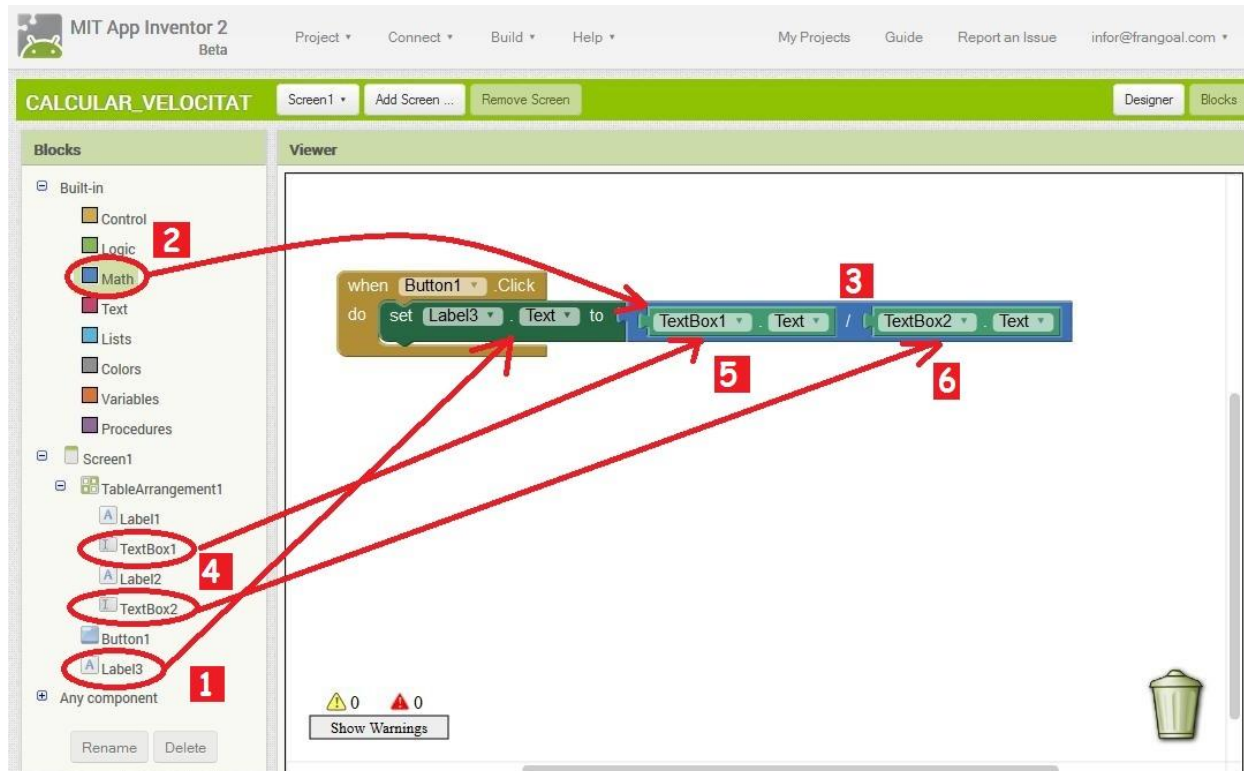 MIT App Inventor 2
Beta
Project Connect Build Help My Projects Guide Report an Issue infor@frangoal.com
CALCULAR_VELOCITAT Screen1 Add Screen ... Remove Screen Designer Blocks
Blocks
Viewer
Built-in
Control
Logic
2
Math
Text
Lists
Colors
Variables
Procedures
Screen1
TableArrangement1
Label1
TextBox1
4
Label2
TextBox2
Button1
Label3
1
Any component
Rename Delete
when Button1 .Click
3
do set Label3 . Text to TextBox1 . Text / TextBox2 . Text
5
6
0 0
Show Warnings